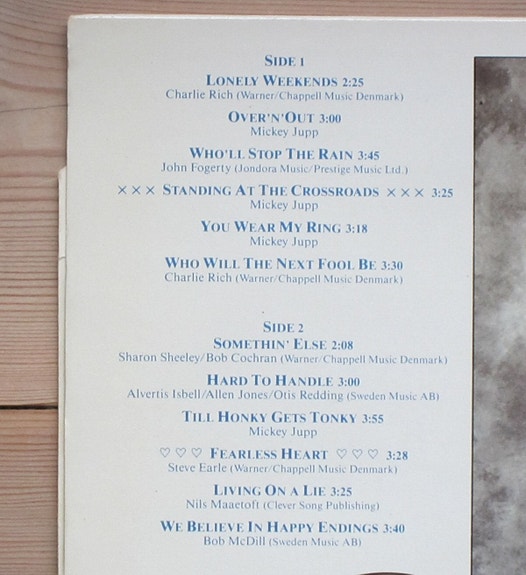 SIDE 1
LONELY WEEKENDS 2:25
Charlie Rich (Warner/Chappell Music Denmark)
OVER'N'OUT 3:00
Mickey Jupp
WHO'LL STOP THE RAIN 3:45
John Fogerty (Jondora Music/Prestige Music Ltd.)
××× STANDING AT THE CROSSROADS ××× 3:25
Mickey Jupp
YOU WEAR MY RING 3:18
Mickey Jupp
WHO WILL THE NEXT FOOL BE 3:30
Charlie Rich (Warner/Chappell Music Denmark)
SIDE 2
SOMETHIN' ELSE 2:08
Sharon Sheeley/Bob Cochran (Warner/Chappell Music Denmark)
HARD TO HANDLE 3:00
Alvertis Isbell/Allen Jones/Otis Redding (Sweden Music AB)
TILL HONKY GETS TONKY 3:55
Mickey Jupp
♡♡♡ FEARLESS HEART ♡♡♡ 3:28
Steve Earle (Warner/Chappell Music Denmark)
LIVING ON A LIE 3:25
Nils Maaetoft (Clever Song Publishing)
WE BELIEVE IN HAPPY ENDINGS 3:40
Bob McDill (Sweden Music AB)